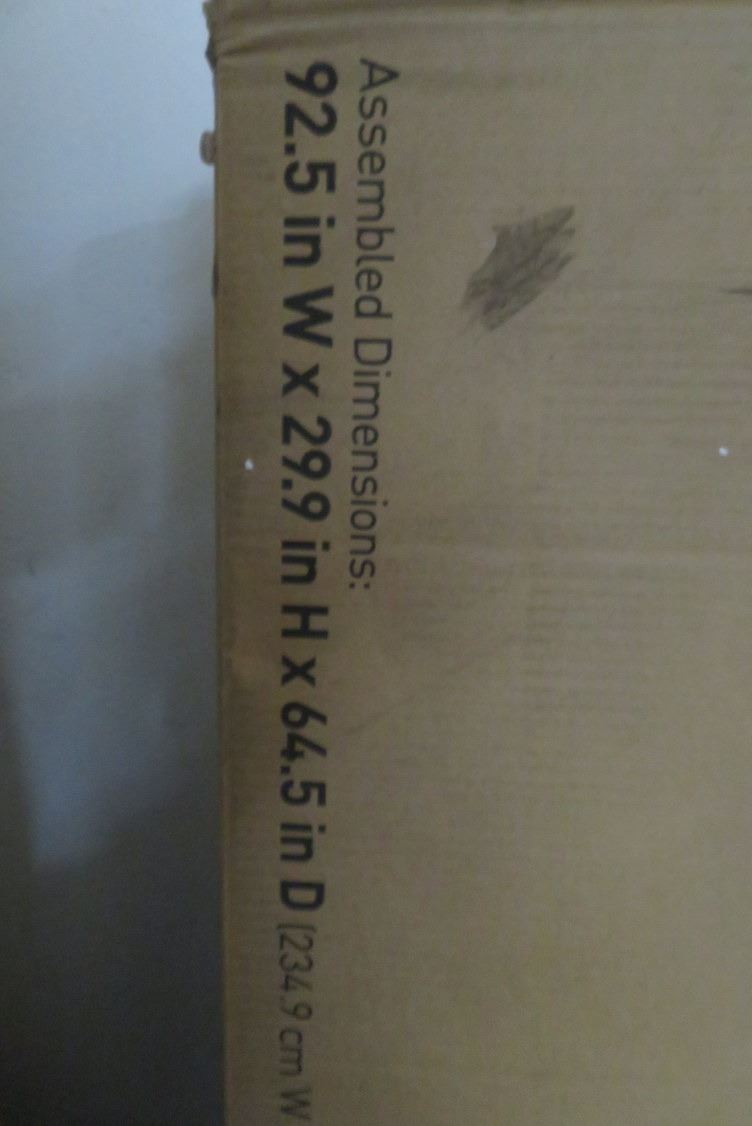 Assembled Dimensions:
92.5 in W x 29.9 in H x 64.5 in D (234.9 cm W